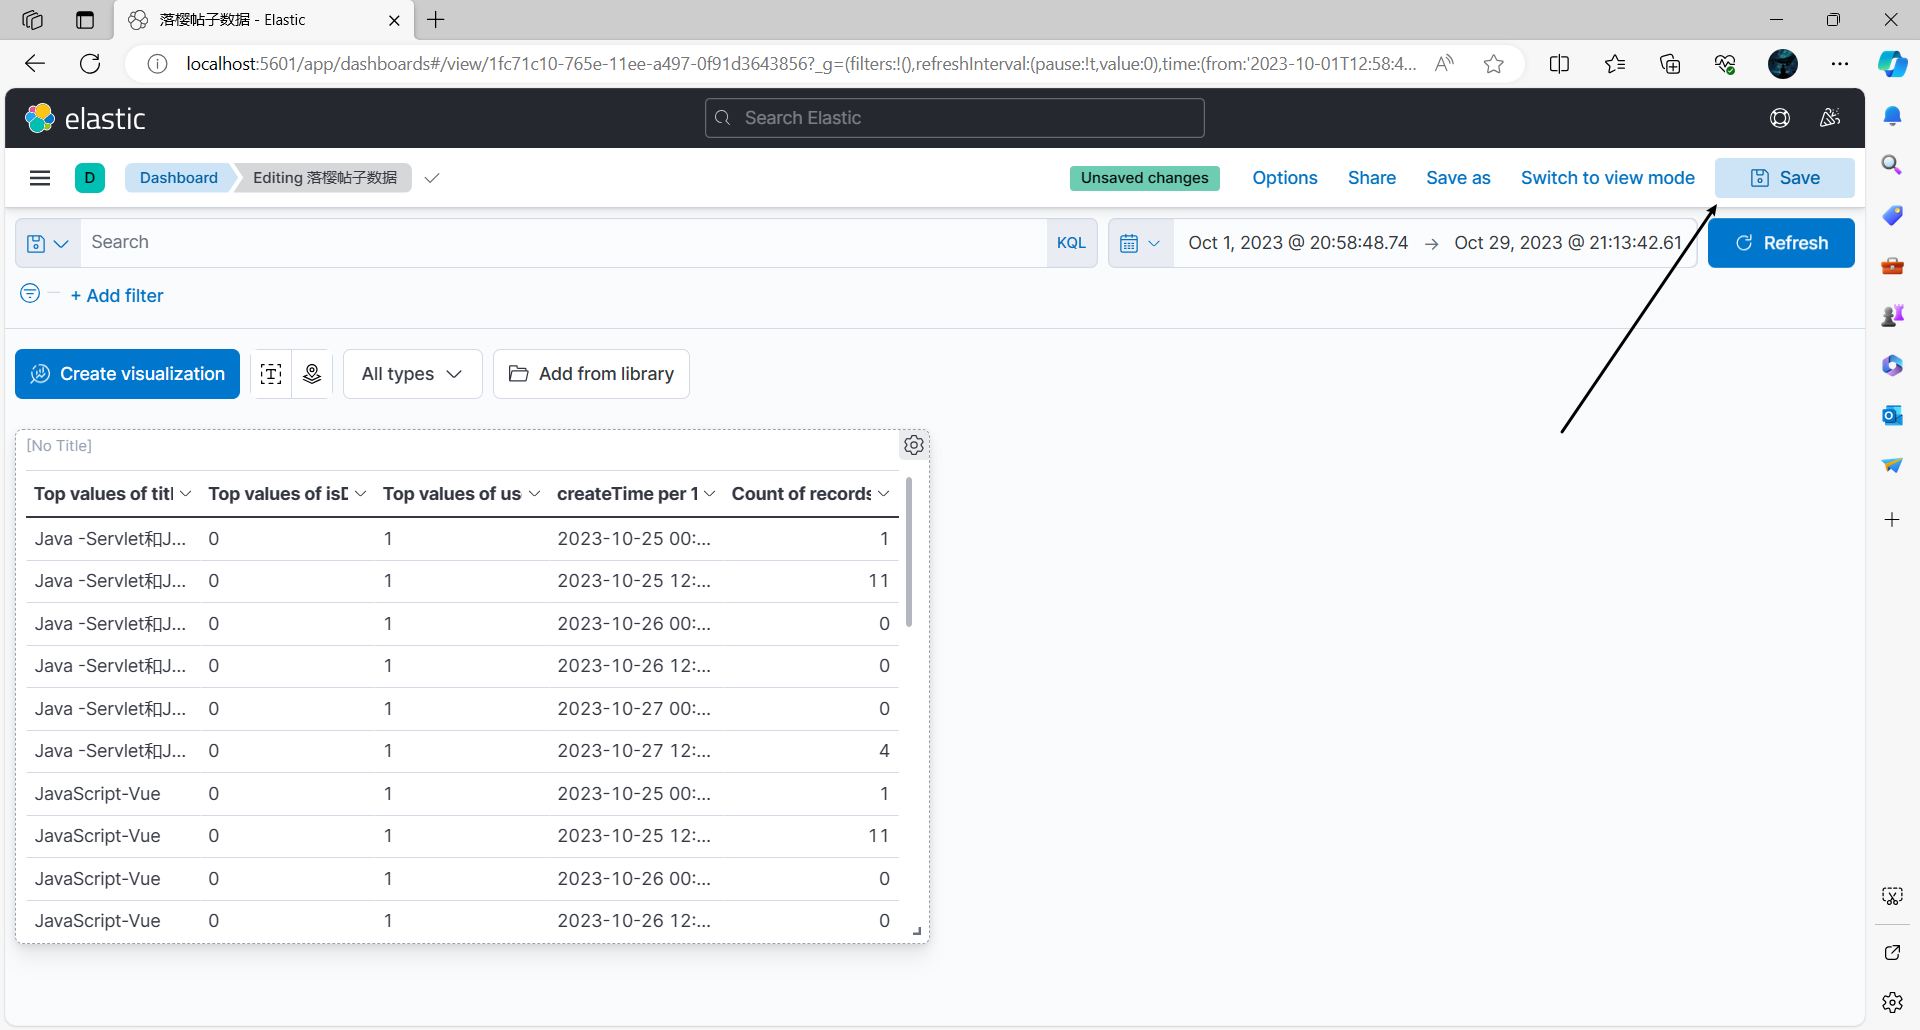 落樱帖子数据 - Elastic
localhost:5601/app/dashboards#/view/1fc71c10-765e-11ee-a497-0f91d3643856?_g=(filters:!(),refreshInterval:(pause:!t,value:0),time:(from:'2023-10-01T12:58:4...
elastic
Search Elastic
D Dashboard Editing 落樱帖子数据 Unsaved changes Options Share Save as Switch to view mode Save
Search KQL Oct 1, 2023 @ 20:58:48.74 → Oct 29, 2023 @ 21:13:42.61 Refresh
+ Add filter
Create visualization All types Add from library
[No Title]
Top values of titl Top values of isD Top values of us createTime per 1 Count of records
Java -Servlet和J... 0 1 2023-10-25 00:... 1
Java -Servlet和J... 0 1 2023-10-25 12:... 11
Java -Servlet和J... 0 1 2023-10-26 00:... 0
Java -Servlet和J... 0 1 2023-10-26 12:... 0
Java -Servlet和J... 0 1 2023-10-27 00:... 0
Java -Servlet和J... 0 1 2023-10-27 12:... 4
JavaScript-Vue 0 1 2023-10-25 00:... 1
JavaScript-Vue 0 1 2023-10-25 12:... 11
JavaScript-Vue 0 1 2023-10-26 00:... 0
JavaScript-Vue 0 1 2023-10-26 12:... 0